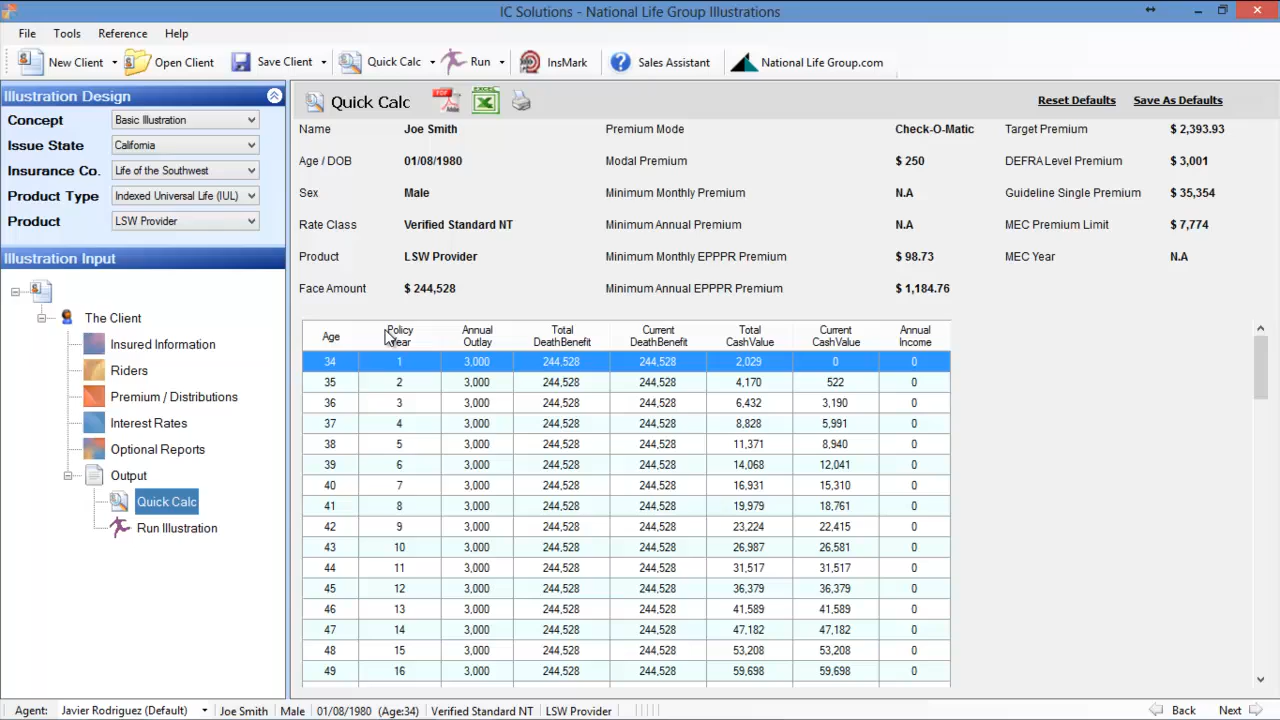 IC Solutions - National Life Group Illustrations
File Tools Reference Help
New Client Open Client Save Client Quick Calc Run InsMark Sales Assistant National Life Group.com
Illustration Design
Concept Basic Illustration
Issue State California
Insurance Co. Life of the Southwest
Product Type Indexed Universal Life (IUL)
Product LSW Provider
Illustration Input
The Client
Insured Information
Riders
Premium / Distributions
Interest Rates
Optional Reports
Output
Quick Calc
Run Illustration
Quick Calc PDF EXCEL Reset Defaults Save As Defaults
Name Joe Smith Premium Mode Check-O-Matic Target Premium $ 2,393.93
Age / DOB 01/08/1980 Modal Premium $ 250 DEFRA Level Premium $ 3,001
Sex Male Minimum Monthly Premium N.A Guideline Single Premium $ 35,354
Rate Class Verified Standard NT Minimum Annual Premium N.A MEC Premium Limit $ 7,774
Product LSW Provider Minimum Monthly EPPPR Premium $ 98.73 MEC Year N.A
Face Amount $ 244,528 Minimum Annual EPPPR Premium $ 1,184.76
Age Policy Year Annual Outlay Total DeathBenefit Current DeathBenefit Total CashValue Current CashValue Annual Income
34 1 3,000 244,528 244,528 2,029 0 0
35 2 3,000 244,528 244,528 4,170 522 0
36 3 3,000 244,528 244,528 6,432 3,190 0
37 4 3,000 244,528 244,528 8,828 5,991 0
38 5 3,000 244,528 244,528 11,371 8,940 0
39 6 3,000 244,528 244,528 14,068 12,041 0
40 7 3,000 244,528 244,528 16,931 15,310 0
41 8 3,000 244,528 244,528 19,979 18,761 0
42 9 3,000 244,528 244,528 23,224 22,415 0
43 10 3,000 244,528 244,528 26,987 26,581 0
44 11 3,000 244,528 244,528 31,517 31,517 0
45 12 3,000 244,528 244,528 36,379 36,379 0
46 13 3,000 244,528 244,528 41,589 41,589 0
47 14 3,000 244,528 244,528 47,182 47,182 0
48 15 3,000 244,528 244,528 53,208 53,208 0
49 16 3,000 244,528 244,528 59,698 59,698 0
Agent: Javier Rodriguez (Default) Joe Smith Male 01/08/1980 (Age:34) Verified Standard NT LSW Provider Back Next